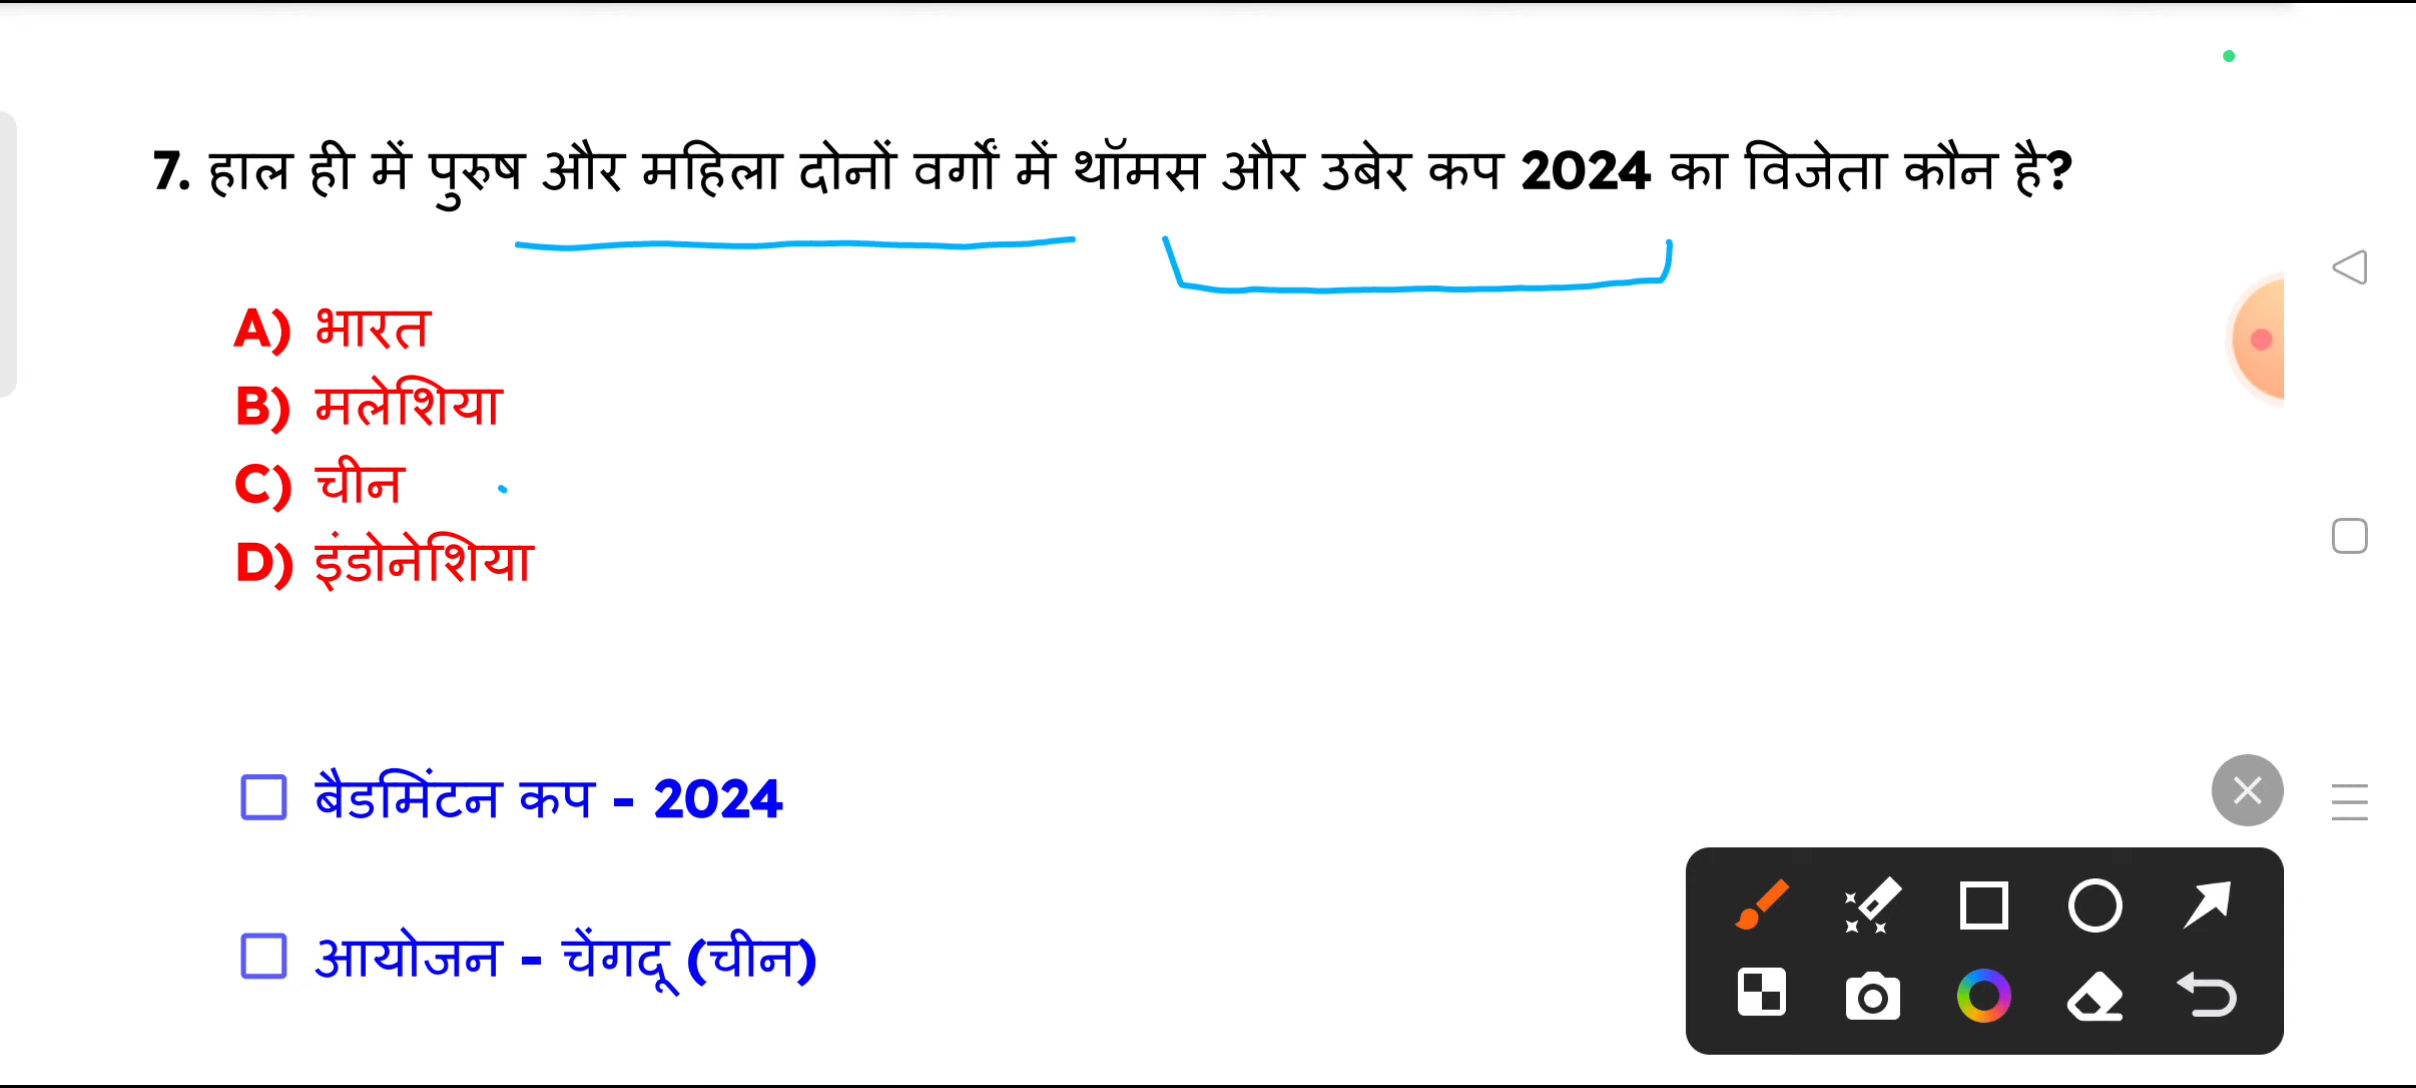 7. हाल ही में पुरुष और महिला दोनों वर्गों में थॉमस और उबेर कप 2024 का विजेता कौन है?
A) भारत
B) मलेशिया
C) चीन
D) इंडोनेशिया
बैडमिंटन कप - 2024
आयोजन - चेंगदू (चीन)